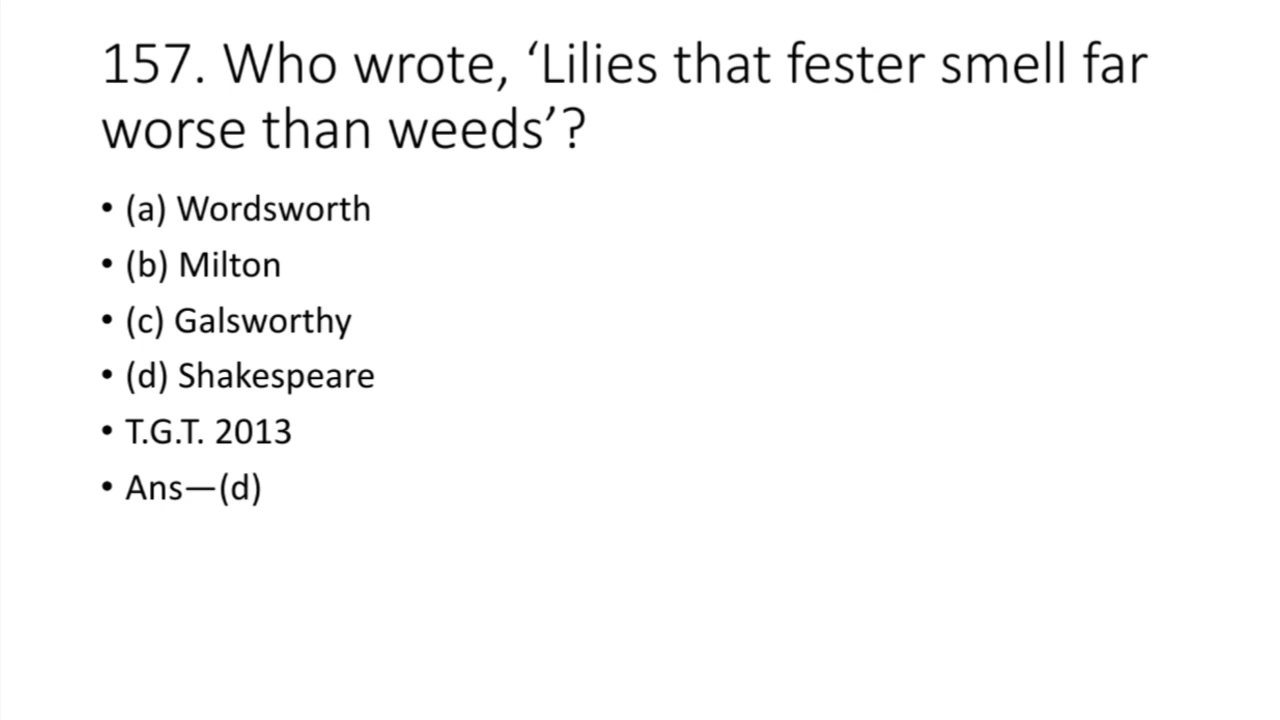 157. Who wrote, ‘Lilies that fester smell far
worse than weeds’?
• (a) Wordsworth
• (b) Milton
• (c) Galsworthy
• (d) Shakespeare
• T.G.T. 2013
• Ans—(d)